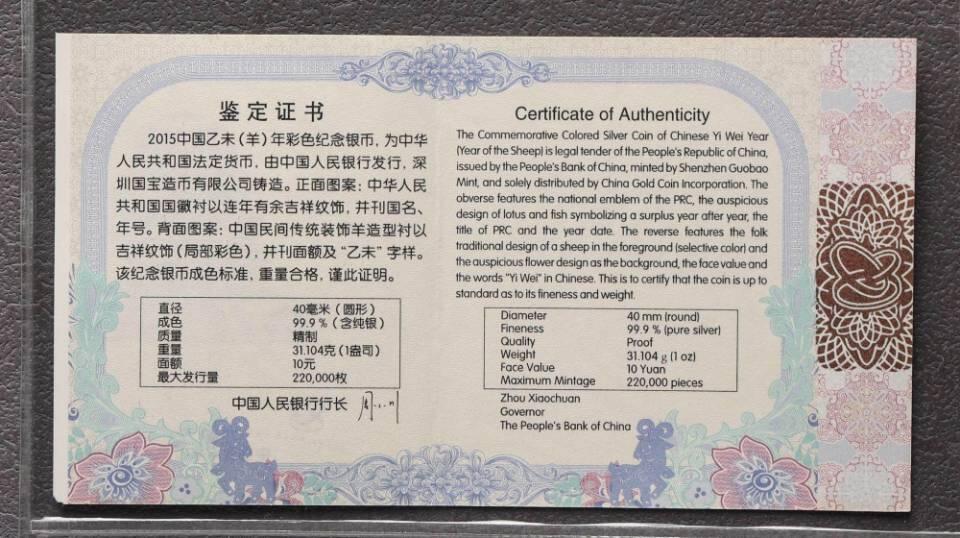 鉴定证书
2015中国乙未（羊）年彩色纪念银币，为中华
人民共和国法定货币，由中国人民银行发行，深
圳国宝造币有限公司铸造。正面图案：中华人民
共和国国徽衬以连年有余吉祥纹饰，并刊国名、
年号。背面图案：中国民间传统装饰羊造型衬以
吉祥纹饰（局部彩色），并刊面额及“乙未”字样。
该纪念银币成色标准，重量合格，谨此证明。
直径 40毫米（圆形）
成色 99.9％（含纯银）
质量 精制
重量 31.104克（1盎司）
面额 10元
最大发行量 220,000枚
中国人民银行行长
Certificate of Authenticity
The Commemorative Colored Silver Coin of Chinese Yi Wei Year
(Year of the Sheep) is legal tender of the People's Republic of China,
issued by the People's Bank of China, minted by Shenzhen Guobao
Mint, and solely distributed by China Gold Coin Incorporation. The
obverse features the national emblem of the PRC, the auspicious
design of lotus and fish symbolizing a surplus year after year, the
title of PRC and the year date. The reverse features the folk
traditional design of a sheep in the foreground (selective color) and
the auspicious flower design as the background, the face value and
the words "Yi Wei" in Chinese. This is to certify that the coin is up to
standard as to its fineness and weight.
Diameter 40 mm (round)
Fineness 99.9 % (pure silver)
Quality Proof
Weight 31.104 g (1 oz)
Face Value 10 Yuan
Maximum Mintage 220,000 pieces
Zhou Xiaochuan
Governor
The People's Bank of China